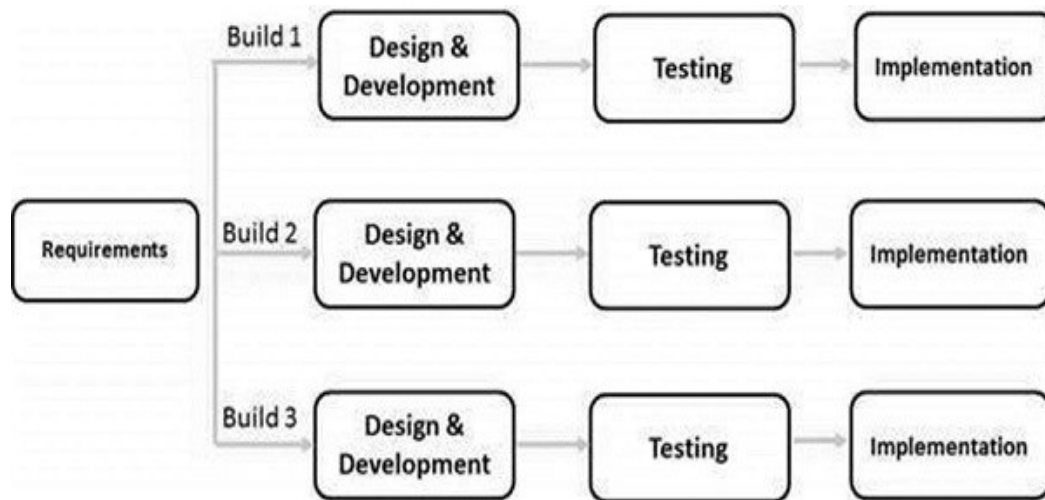 Build 1
Design &
Development
Testing
Implementation
Requirements
Build 2
Design &
Development
Testing
Implementation
Build 3
Design &
Development
Testing
Implementation